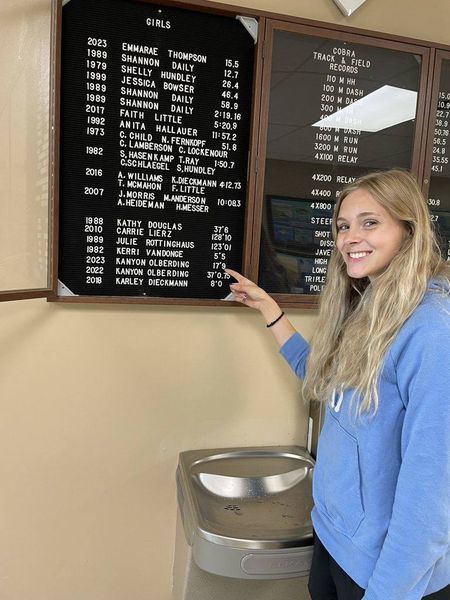 GIRLS
2023 EMMARAE THOMPSON 15.5
1989 SHANNON DAILY 12.7
1979 SHELLY HUNDLEY 26.4
1999 JESSICA BOWSER 46.4
1989 SHANNON DAILY 58.9
1989 SHANNON DAILY 2:19.16
2017 FAITH LITTLE 5:20.9
1992 ANITA HALLAUER 11:57.2
1973 C. CHILD N. FERNKOPF 51.8
C. LAMBERSON C. LOCKENOUR
1982 S. HASENKAMP T. RAY 1:50.7
C. SCHLAEGEL S. HUNDLEY
2016 A. WILLIAMS K. DIECKMANN 4:12.73
T. MCMAHON F. LITTLE
2007 J. MORRIS M. ANDERSON 10:08.3
A. HEIDEMAN H. MESSER
1988 KATHY DOUGLAS 37'6
2010 CARRIE LIERZ 128'10
1989 JULIE ROTTINGHAUS 123'01
1982 KERRI VANDONGE 5'5
2023 KANYON OLBERDING 17'9
2022 KANYON OLBERDING 37'0.75
2018 KARLEY DIECKMANN 8'0
COBRA
TRACK & FIELD
RECORDS
110 M HH
100 M DASH
200 M DASH
400 M
800 M RUN
1600 M RUN
3200 M RUN
4X100 RELAY
4X200 RELAY
4X400
4X800
STEEP
SHOT
DISC
JAVE
HIGH
LONG
TRIPLE
POL